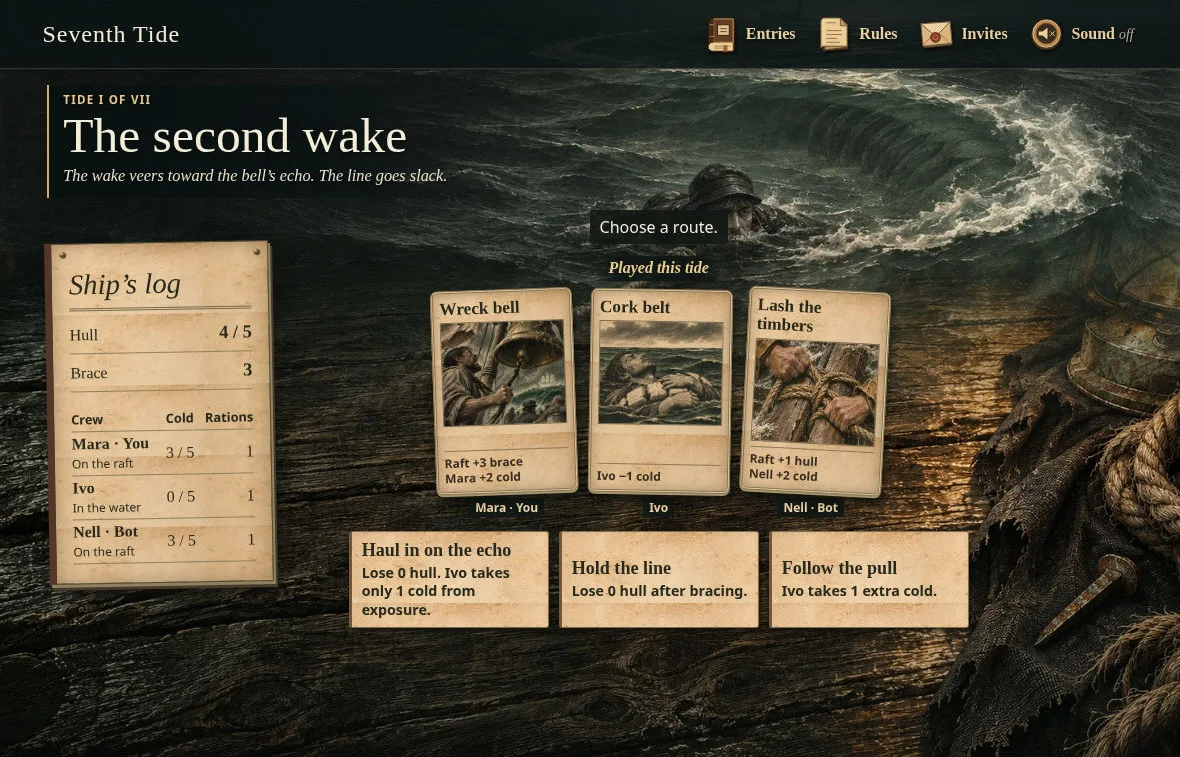 Seventh Tide
Entries
Rules
Invites
Sound off
TIDE I OF VII
The second wake
The wake veers toward the bell’s echo. The line goes slack.
Choose a route.
Played this tide
Ship’s log
Hull 4 / 5
Brace 3
Crew Cold Rations
Mara · You 3 / 5 1
On the raft
Ivo 0 / 5 1
In the water
Nell · Bot 3 / 5 1
On the raft
Wreck bell
Raft +3 brace
Mara +2 cold
Mara · You
Cork belt
Ivo −1 cold
Ivo
Lash the
timbers
Raft +1 hull
Nell +2 cold
Nell · Bot
Haul in on the echo
Lose 0 hull. Ivo takes
only 1 cold from
exposure.
Hold the line
Lose 0 hull after bracing.
Follow the pull
Ivo takes 1 extra cold.